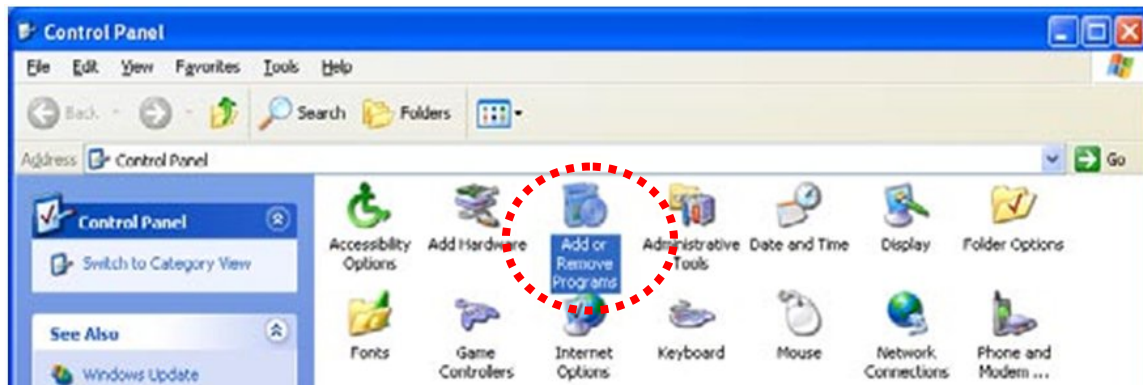 Control Panel
File Edit View Favorites Tools Help
Back Search Folders
Address Control Panel Go
Control Panel
Switch to Category View
See Also
Windows Update
Accessibility Options
Add Hardware
Add or Remove Programs
Administrative Tools
Date and Time
Display
Folder Options
Fonts
Game Controllers
Internet Options
Keyboard
Mouse
Network Connections
Phone and Modem ...